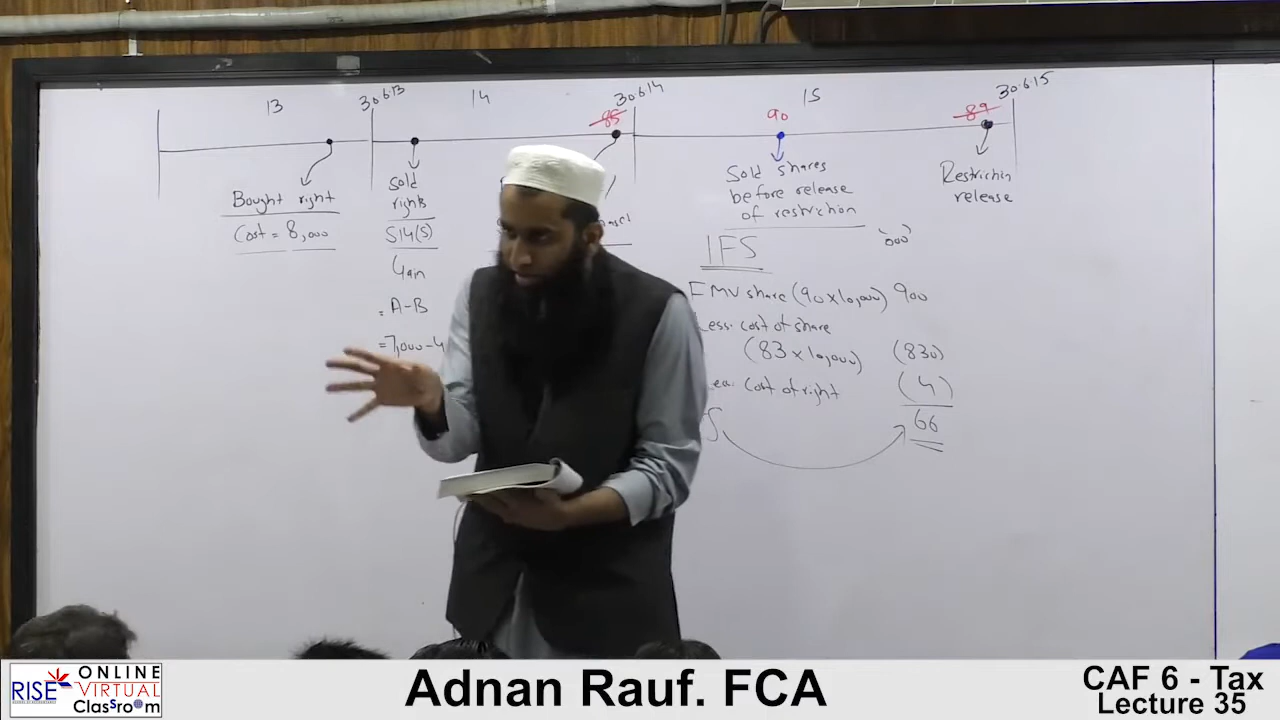 13
30.6.13
14
85
30.6.14
90
15
89
30.6.15
Bought right
Cost = 8,000
Sold
rights
S14(5)
Gain
= A-B
= 7,000-4
Sold shares
before release
of restriction
Restriction
release
IFS
'000'
FMV share (90 x 10,000) 900
Less: cost of share
(83 x 10,000) (830)
cost of right (4)
66
RISE
ONLINE
VIRTUAL
Classroom
Adnan Rauf. FCA
CAF 6 - Tax
Lecture 35